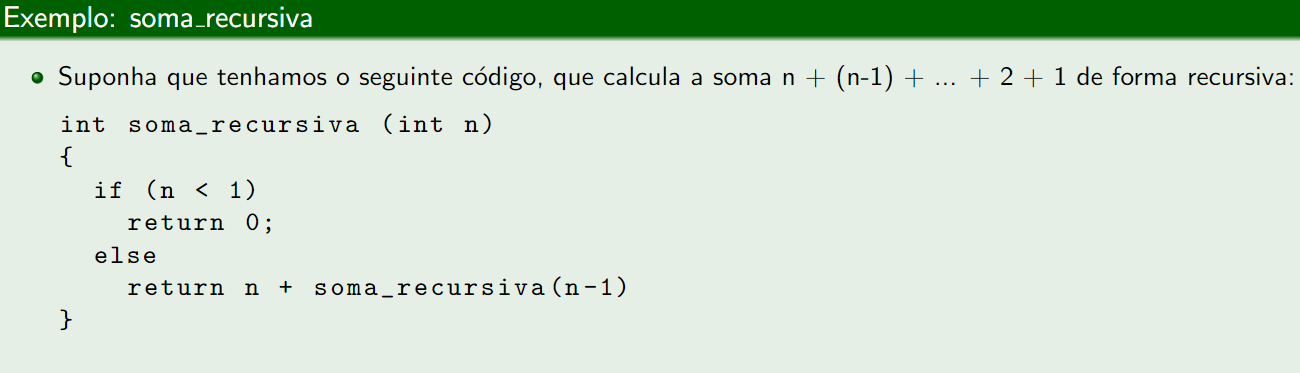 Exemplo: soma_recursiva
Suponha que tenhamos o seguinte código, que calcula a soma n + (n-1) + ... + 2 + 1 de forma recursiva:
int soma_recursiva (int n)
{
if (n < 1)
return 0;
else
return n + soma_recursiva(n-1)
}